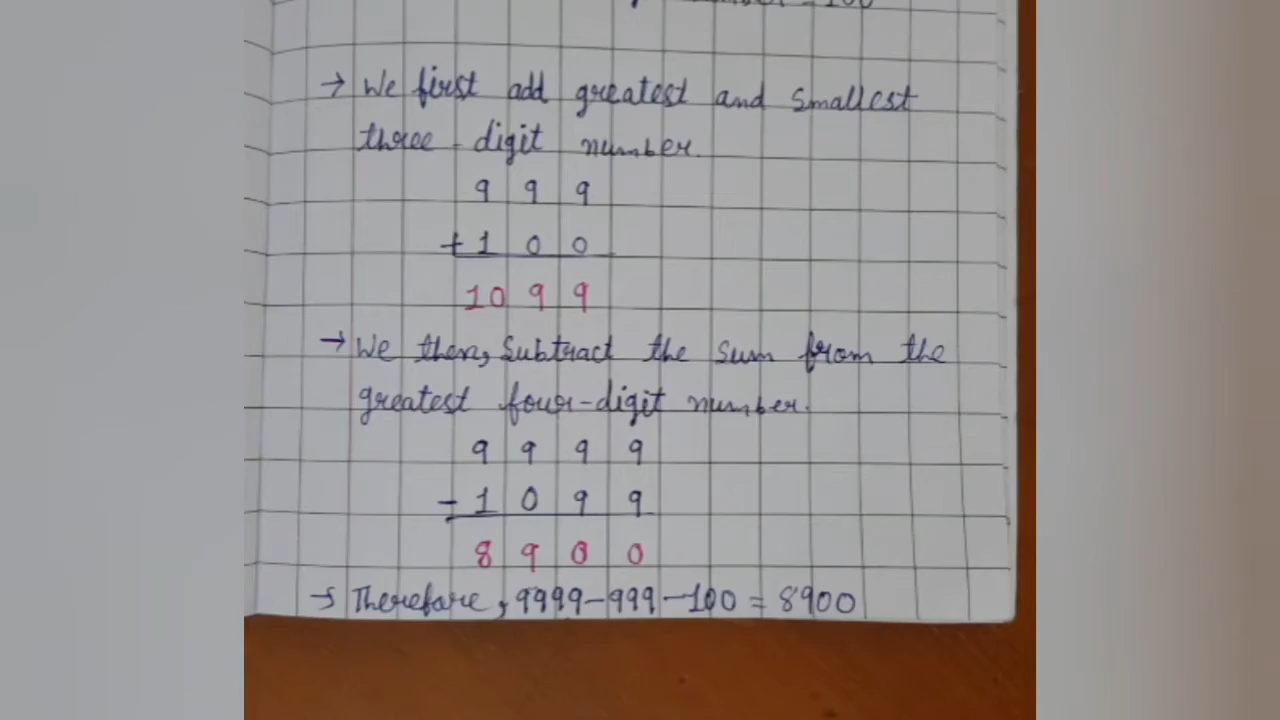 → We first add greatest and smallest
three-digit number.
9 9 9
+ 1 0 0
10 9 9
→ We then, Subtract the sum from the
greatest four-digit number.
9 9 9 9
- 1 0 9 9
8 9 0 0
→ Therefore, 9999-999-100 = 8900